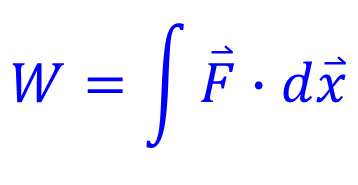 W = ∫ F⃗ · dx⃗